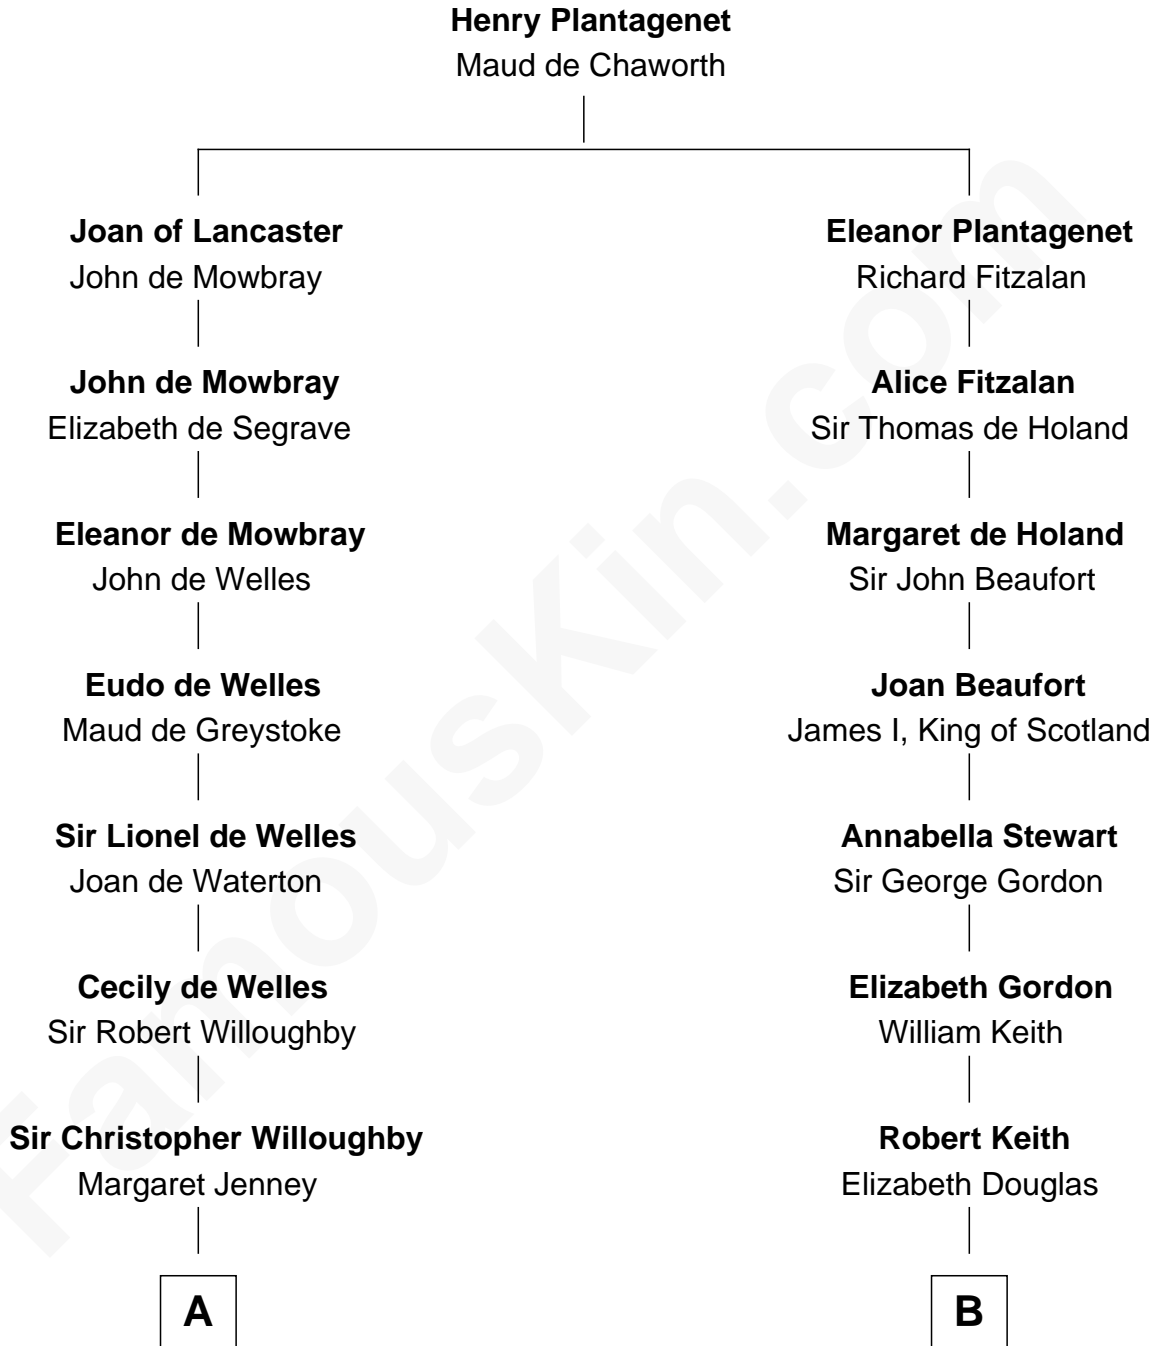 Henry Plantagenet
Maud de Chaworth
Joan of Lancaster
John de Mowbray
Eleanor Plantagenet
Richard Fitzalan
John de Mowbray
Elizabeth de Segrave
Alice Fitzalan
Sir Thomas de Holand
Eleanor de Mowbray
John de Welles
Margaret de Holand
Sir John Beaufort
Eudo de Welles
Maud de Greystoke
Joan Beaufort
James I, King of Scotland
Sir Lionel de Welles
Joan de Waterton
Annabella Stewart
Sir George Gordon
Cecily de Welles
Sir Robert Willoughby
Elizabeth Gordon
William Keith
Sir Christopher Willoughby
Margaret Jenney
Robert Keith
Elizabeth Douglas
A
B
FamousKin.com